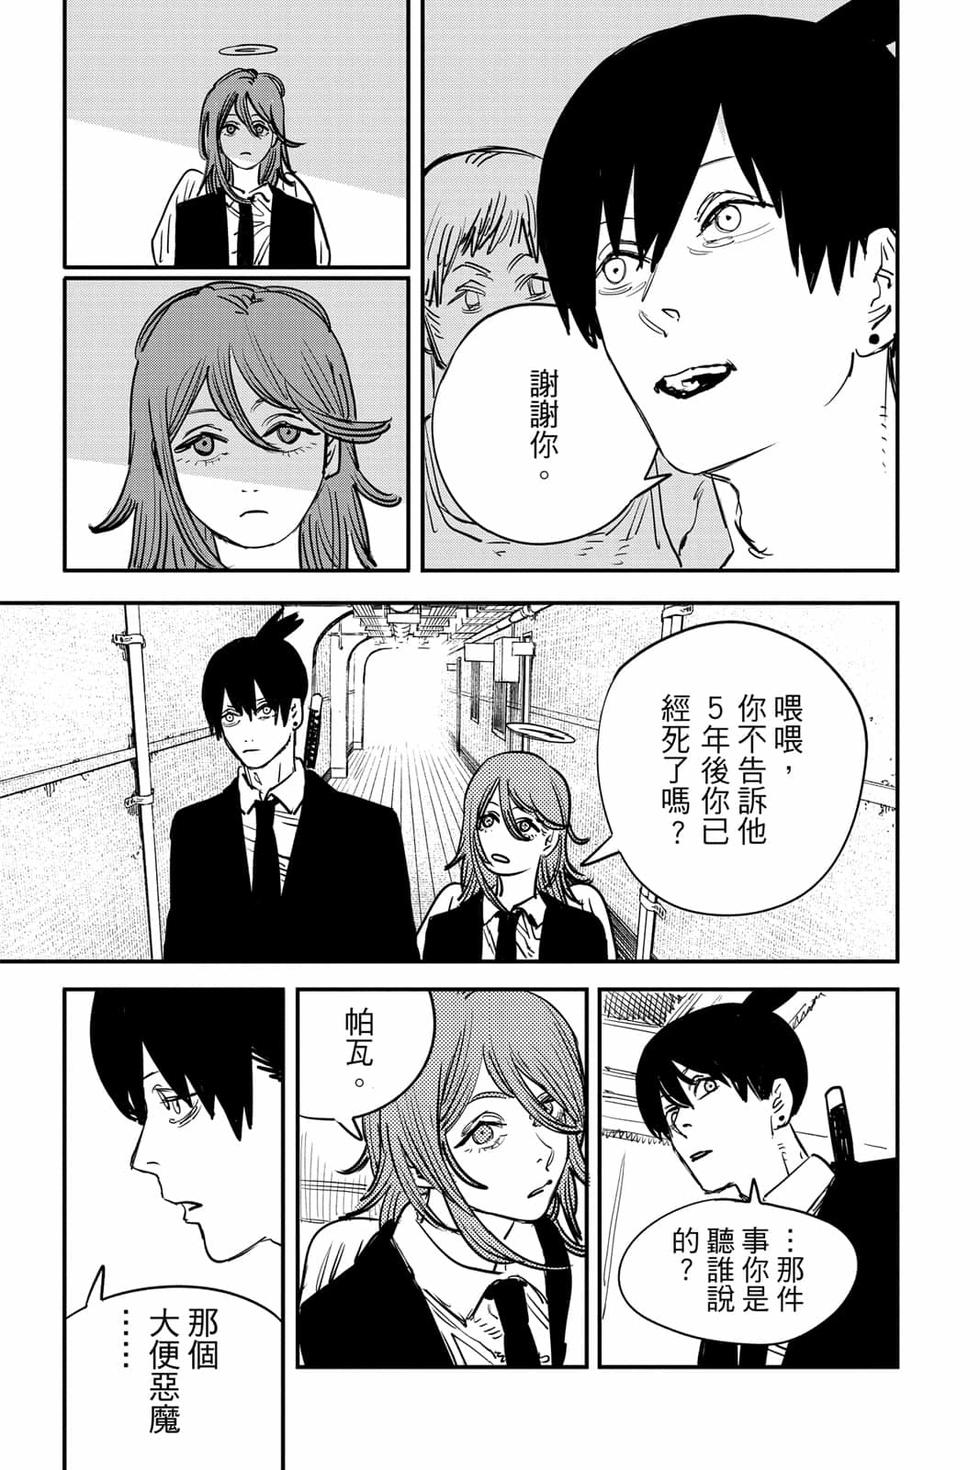 謝謝你。
喂喂，
你不告訴他
5年後你已
經死了嗎？
…那件
事你是
聽誰說
的？
帕瓦。
那個
大便惡魔
……